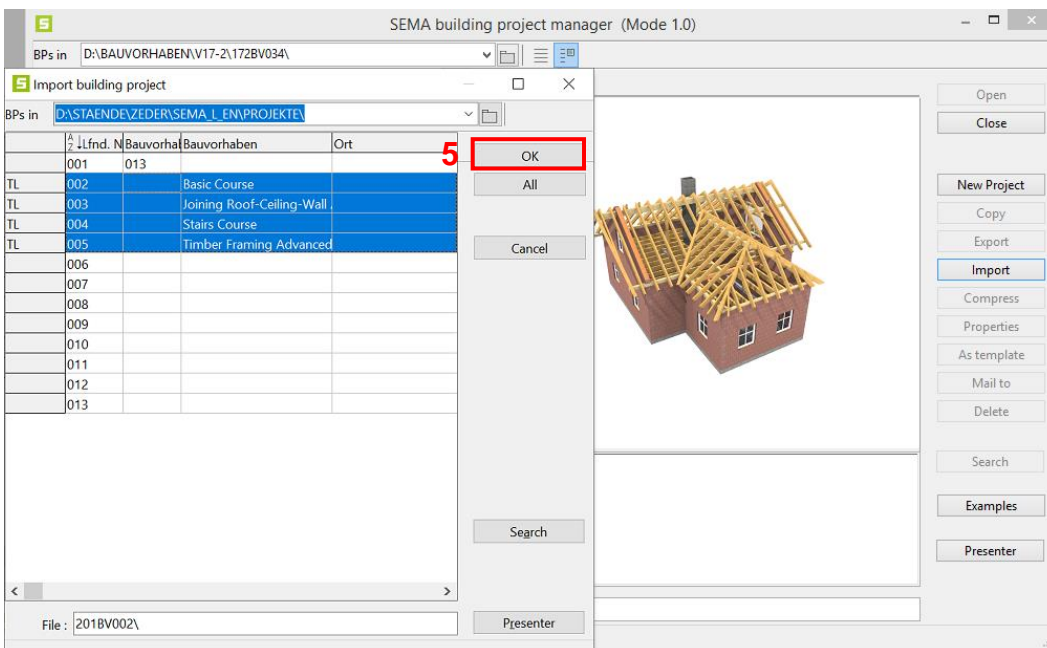 S
SEMA building project manager (Mode 1.0)
BPs in D:\BAUVORHABEN\V17-2\172BV034\
S Import building project
BPs in D:\STAENDE\ZEDER\SEMA_L_EN\PROJEKTE\
A Z Lfnd. N Bauvorhal Bauvorhaben Ort
001 013
TL 002 Basic Course
TL 003 Joining Roof-Ceiling-Wall .
TL 004 Stairs Course
TL 005 Timber Framing Advanced
006
007
008
009
010
011
012
013
File : 201BV002\
5
OK
All
Cancel
Search
Presenter
Open
Close
New Project
Copy
Export
Import
Compress
Properties
As template
Mail to
Delete
Search
Examples
Presenter